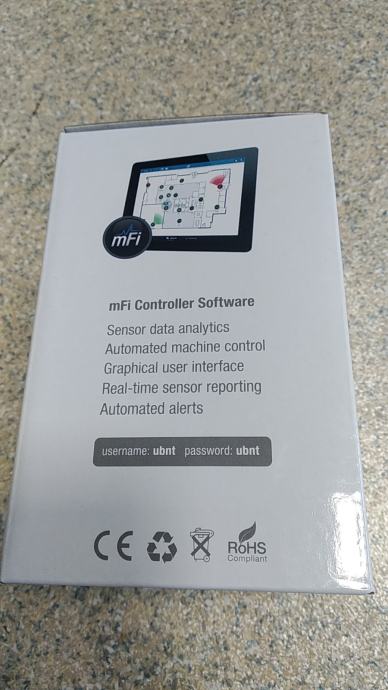 mFi
mFi Controller Software
Sensor data analytics
Automated machine control
Graphical user interface
Real-time sensor reporting
Automated alerts
username: ubnt password: ubnt
CE
RoHS
Compliant